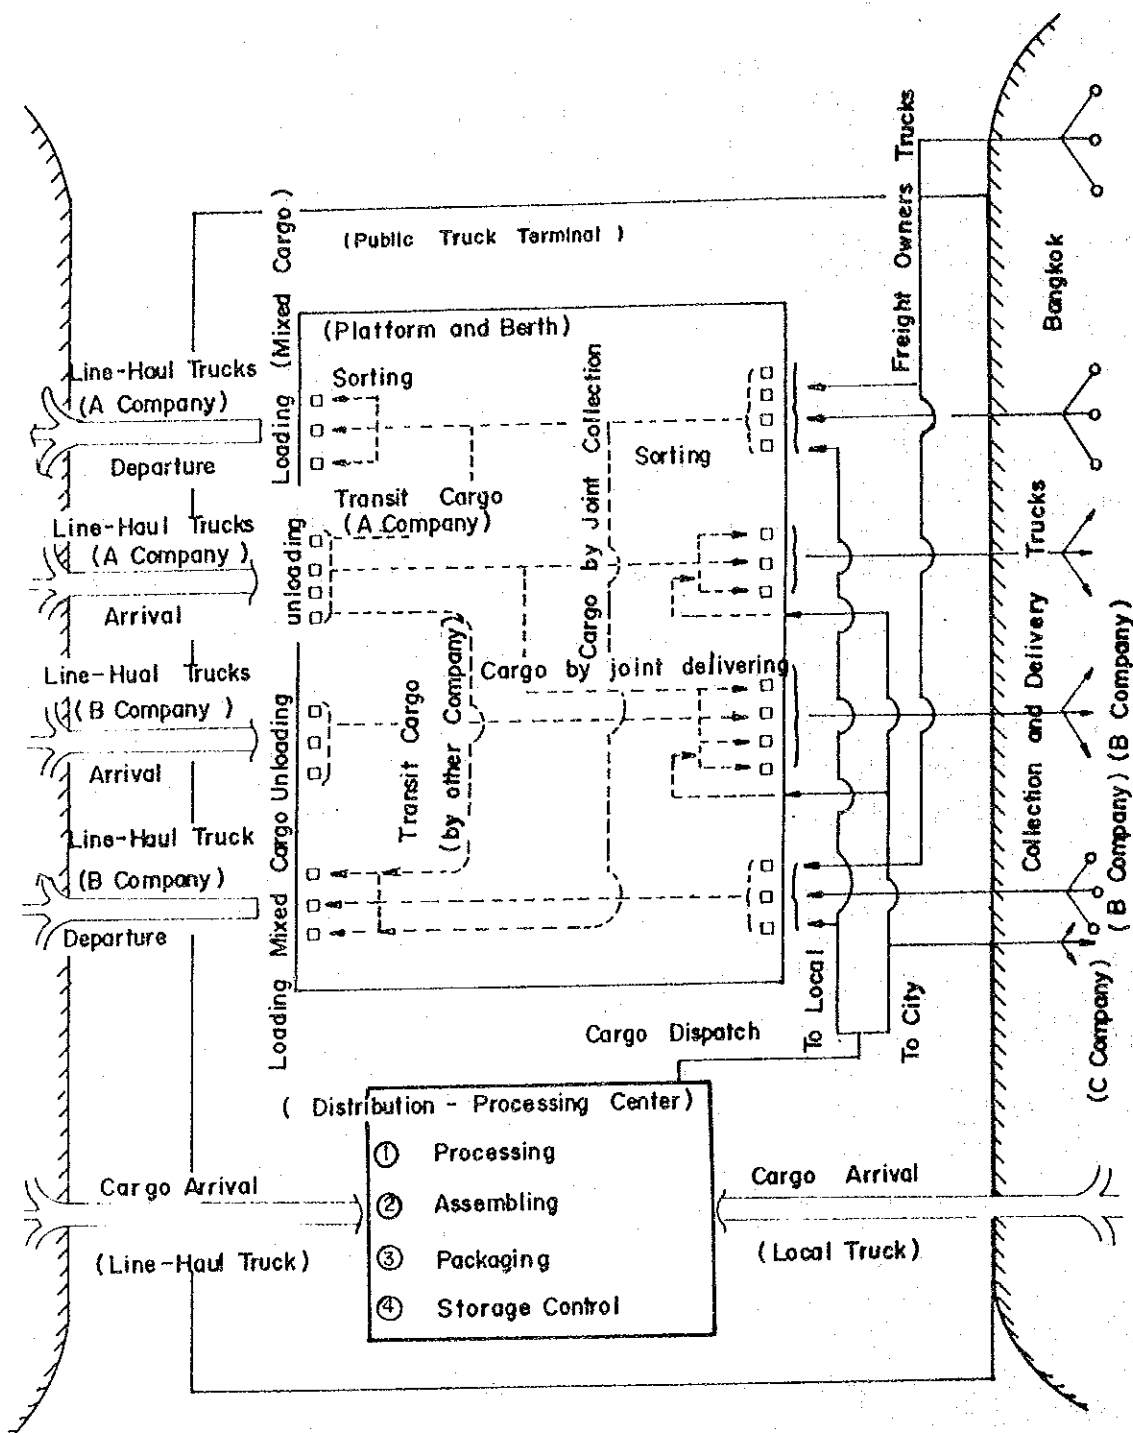 (Public Truck Terminal)
Loading (Mixed Cargo)
Freight Owners Trucks
Bangkok
(Platform and Berth)
Line-Haul Trucks
(A Company)
Departure
Sorting
Cargo by Joint Collection
Sorting
Transit Cargo
(A Company)
Line-Haul Trucks
(A Company)
Arrival
unloading
Cargo by joint delivering
Line-Hual Trucks
(B Company)
Arrival
Transit Cargo
(by other Company)
Line-Haul Truck
(B Company)
Departure
Loading Mixed Cargo Unloading
Collection and Delivery Trucks
(B Company) (B Company)
(C Company)
To Local
To City
Cargo Dispatch
(Distribution - Processing Center)
① Processing
② Assembling
③ Packaging
④ Storage Control
Cargo Arrival
(Line-Haul Truck)
Cargo Arrival
(Local Truck)